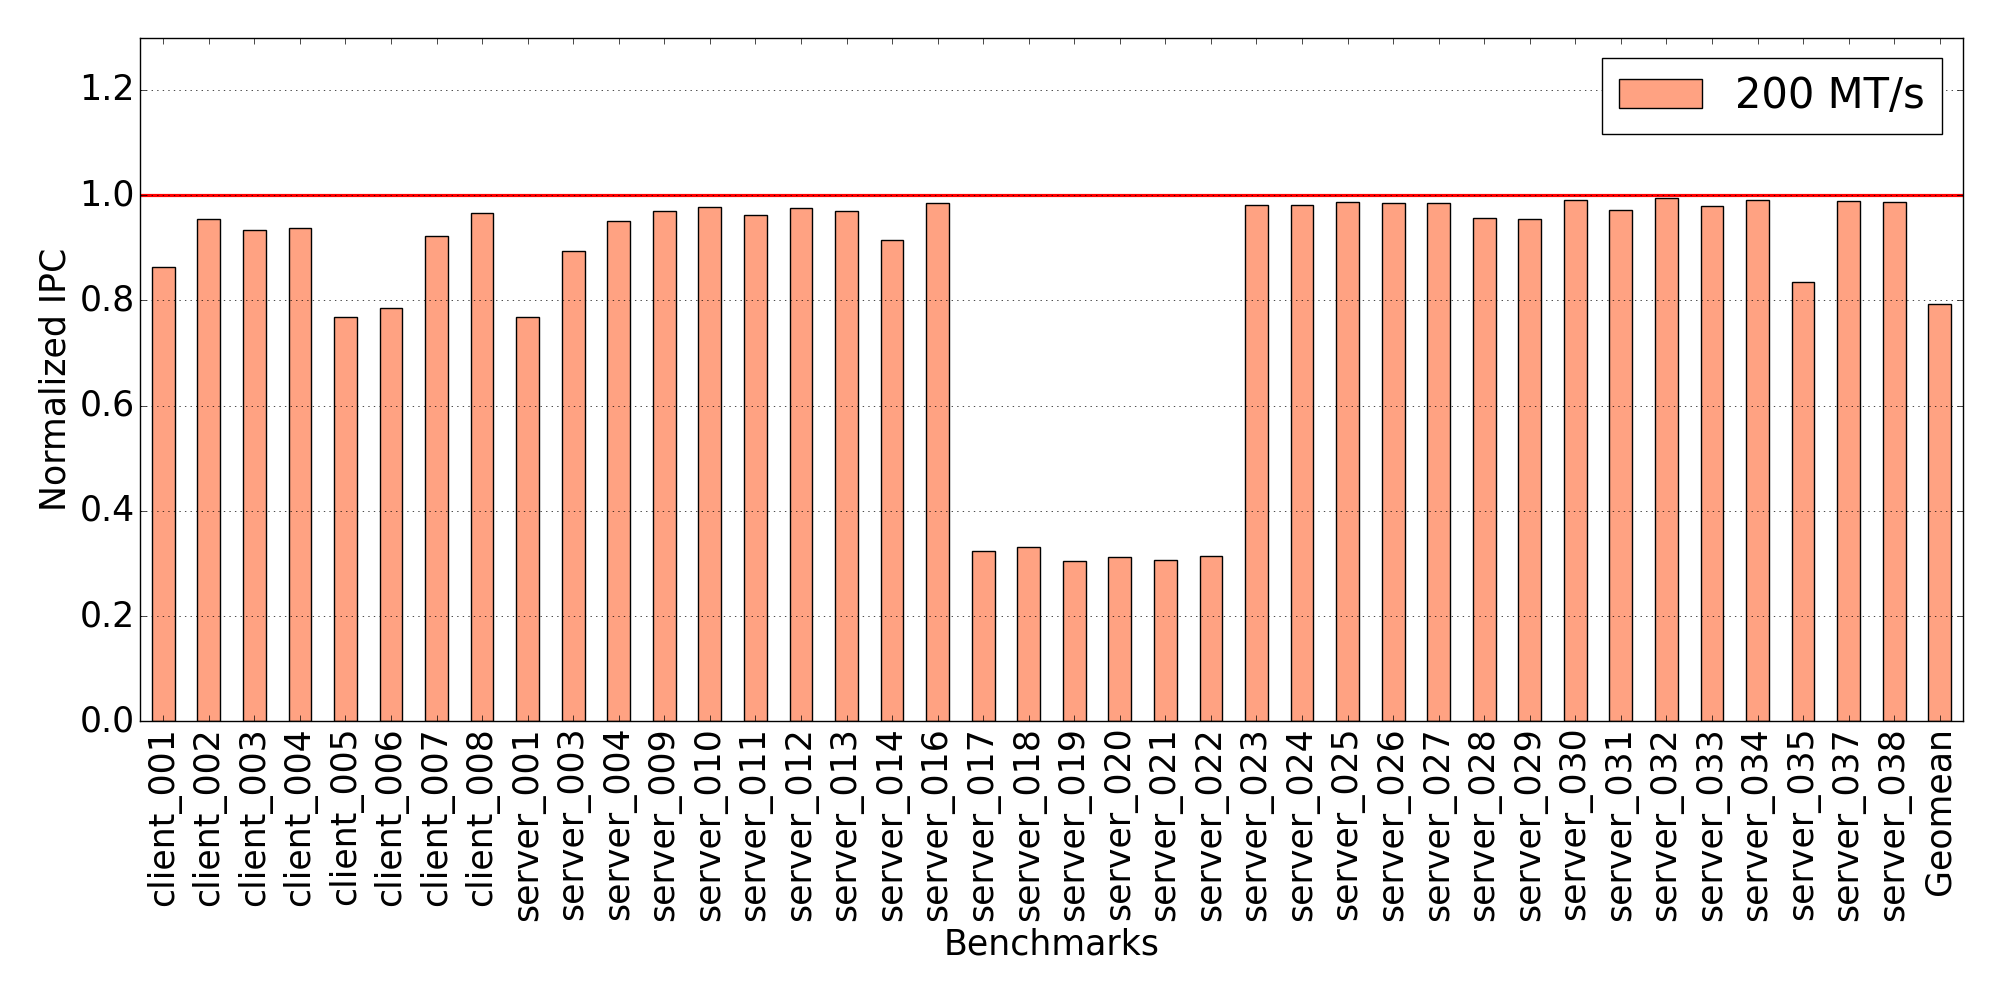 1.2
1.0
0.8
0.6
0.4
0.2
0.0
Normalized IPC
200 MT/s
client_001
client_002
client_003
client_004
client_005
client_006
client_007
client_008
server_001
server_003
server_004
server_009
server_010
server_011
server_012
server_013
server_014
server_016
server_017
server_018
server_019
server_020
server_021
server_022
server_023
server_024
server_025
server_026
server_027
server_028
server_029
server_030
server_031
server_032
server_033
server_034
server_035
server_037
server_038
Geomean
Benchmarks